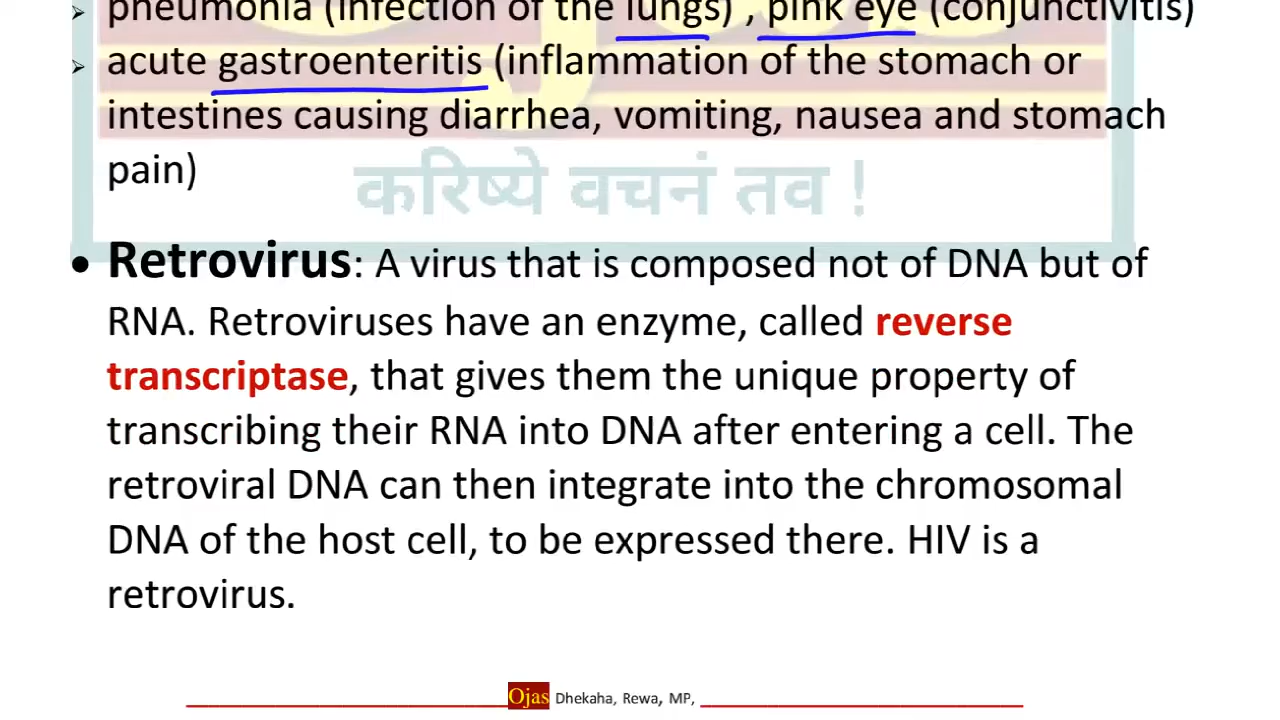 ➢ pneumonia (infection of the lungs) , pink eye (conjunctivitis)
➢ acute gastroenteritis (inflammation of the stomach or
intestines causing diarrhea, vomiting, nausea and stomach
pain)
करिष्ये वचनं तव !
• Retrovirus: A virus that is composed not of DNA but of
RNA. Retroviruses have an enzyme, called reverse
transcriptase, that gives them the unique property of
transcribing their RNA into DNA after entering a cell. The
retroviral DNA can then integrate into the chromosomal
DNA of the host cell, to be expressed there. HIV is a
retrovirus.
Ojas Dhekaha, Rewa, MP,